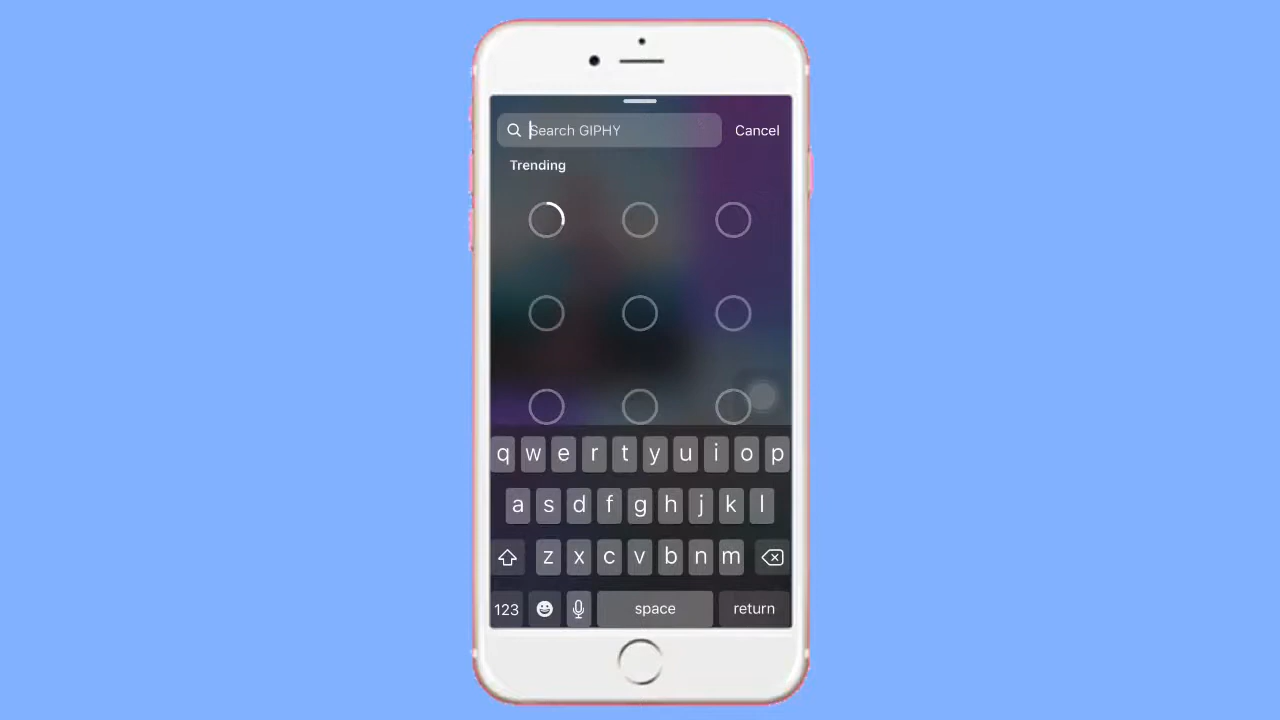 Search GIPHY
Cancel
Trending
q w e r t y u i o p
a s d f g h j k l
z x c v b n m
123 space return